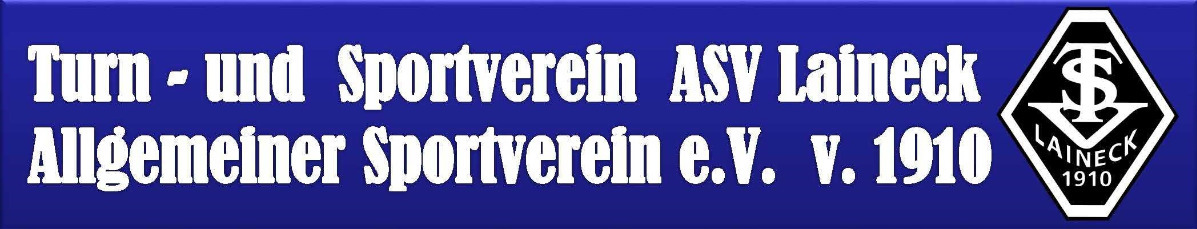 Turn - und Sportverein ASV Laineck
Allgemeiner Sportverein e.V. v. 1910
TSV
LAINECK
1910